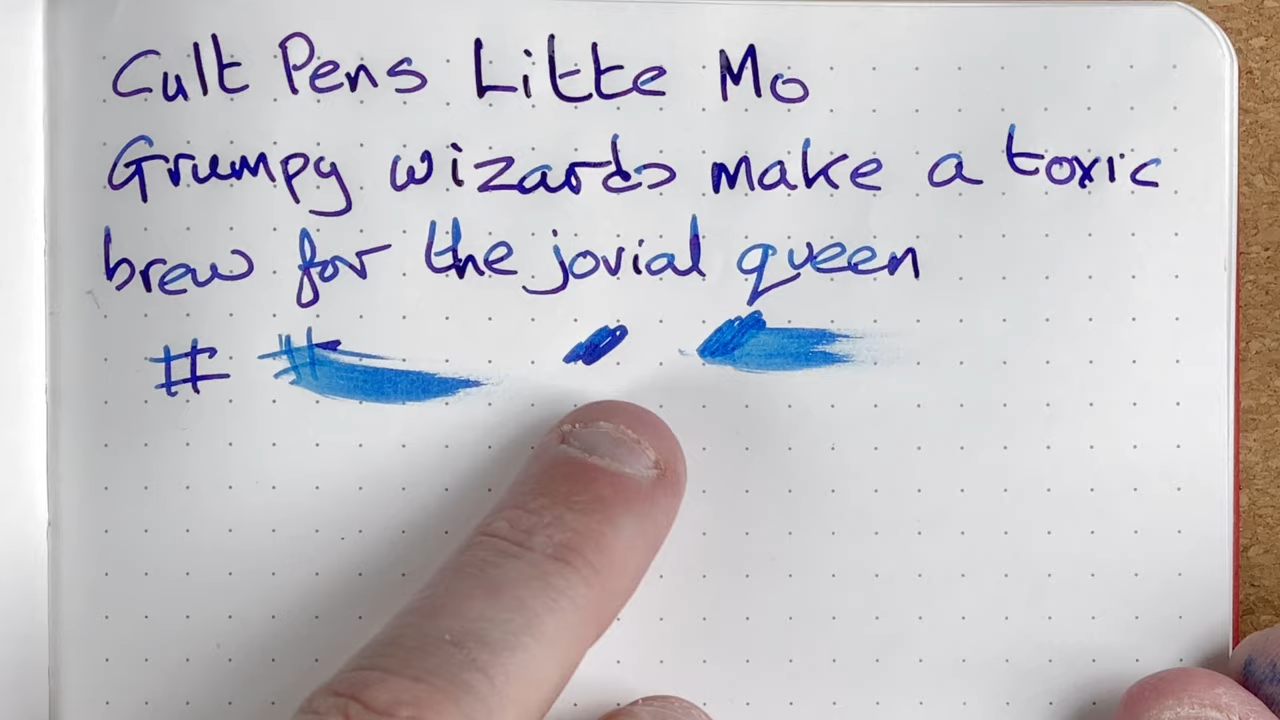 Cult Pens Litte Mo
Grumpy wizards make a toxic
brew for the jovial queen
# #